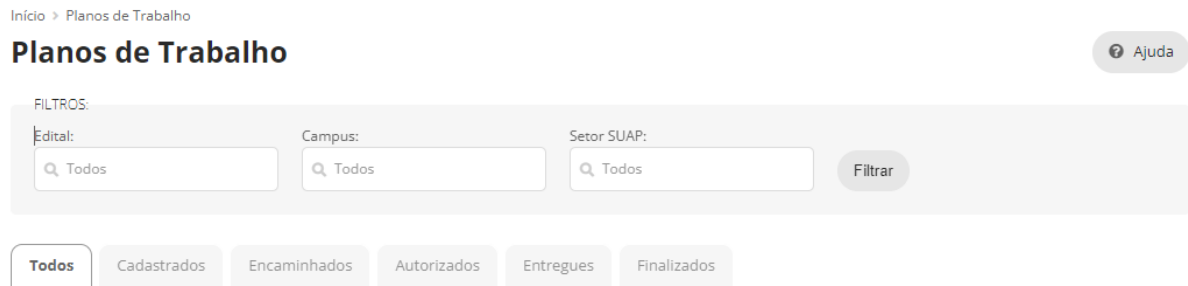 Início > Planos de Trabalho
Planos de Trabalho
Ajuda
FILTROS:
Edital: Campus: Setor SUAP:
Todos Todos Todos Filtrar
Todos Cadastrados Encaminhados Autorizados Entregues Finalizados